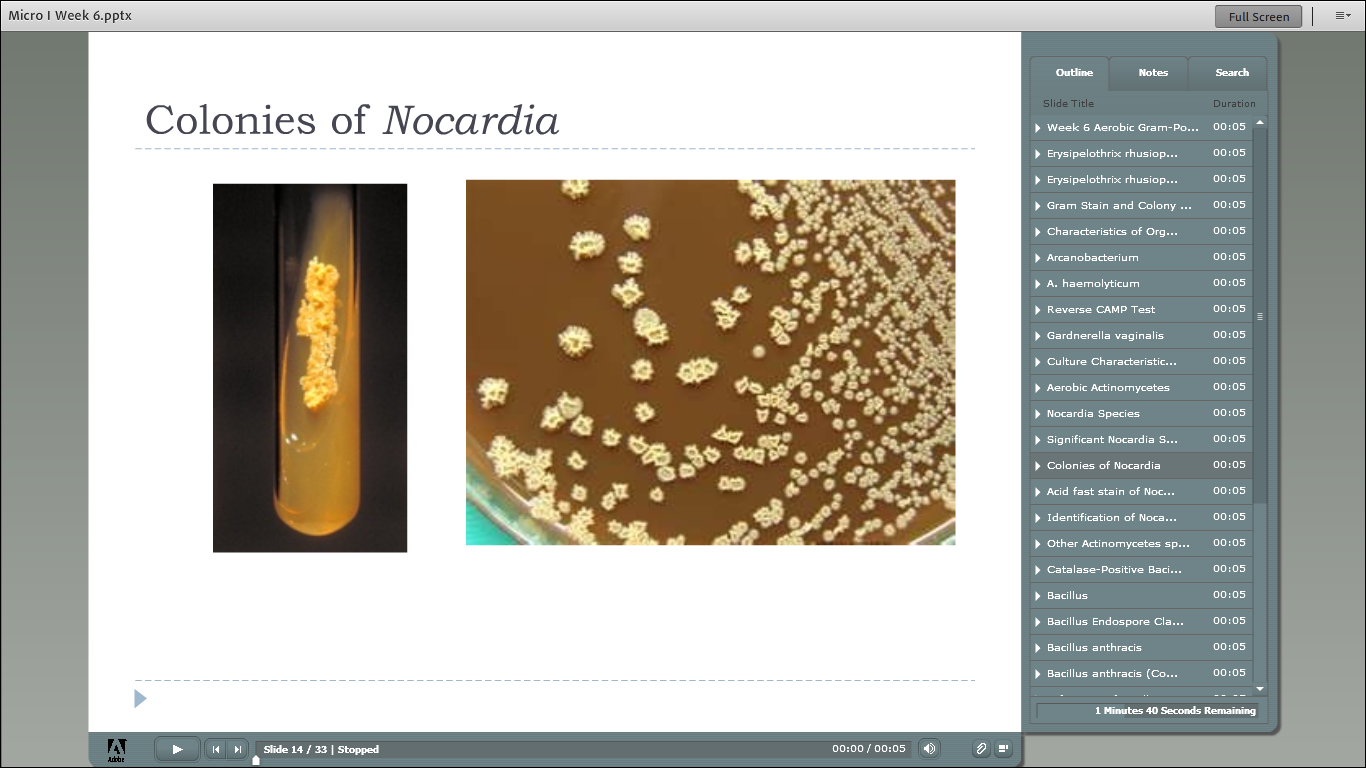 Micro I Week 6.pptx
Full Screen
Colonies of Nocardia
Outline Notes Search
Slide Title Duration
Week 6 Aerobic Gram-Po... 00:05
Erysipelothrix rhusiop... 00:05
Erysipelothrix rhusiop... 00:05
Gram Stain and Colony ... 00:05
Characteristics of Org... 00:05
Arcanobacterium 00:05
A. haemolyticum 00:05
Reverse CAMP Test 00:05
Gardnerella vaginalis 00:05
Culture Characteristic... 00:05
Aerobic Actinomycetes 00:05
Nocardia Species 00:05
Significant Nocardia S... 00:05
Colonies of Nocardia 00:05
Acid fast stain of Noc... 00:05
Identification of Noca... 00:05
Other Actinomycetes sp... 00:05
Catalase-Positive Baci... 00:05
Bacillus 00:05
Bacillus Endospore Cla... 00:05
Bacillus anthracis 00:05
Bacillus anthracis (Co... 00:05
1 Minutes 40 Seconds Remaining
Adobe
Slide 14 / 33 | Stopped 00:00 / 00:05